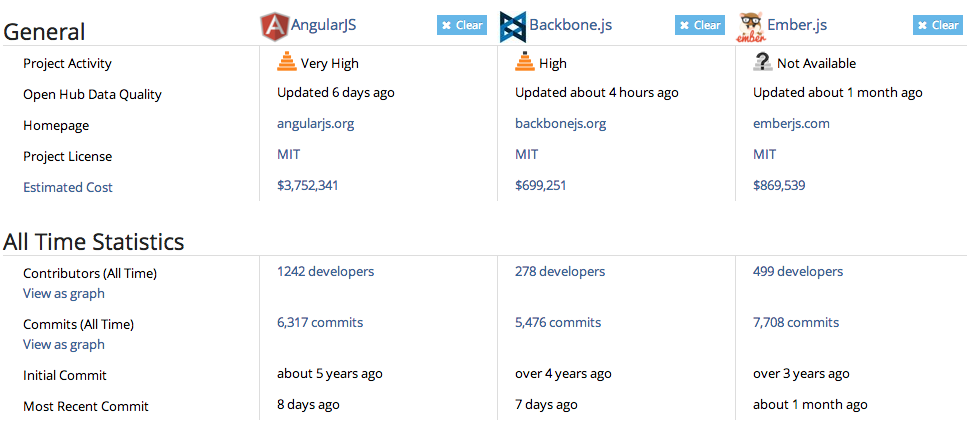 General AngularJS ✖ Clear Backbone.js ✖ Clear ember Ember.js ✖ Clear
Project Activity Very High High ? Not Available
Open Hub Data Quality Updated 6 days ago Updated about 4 hours ago Updated about 1 month ago
Homepage angularjs.org backbonejs.org emberjs.com
Project License MIT MIT MIT
Estimated Cost $3,752,341 $699,251 $869,539
All Time Statistics
Contributors (All Time) 1242 developers 278 developers 499 developers
View as graph
Commits (All Time) 6,317 commits 5,476 commits 7,708 commits
View as graph
Initial Commit about 5 years ago over 4 years ago over 3 years ago
Most Recent Commit 8 days ago 7 days ago about 1 month ago